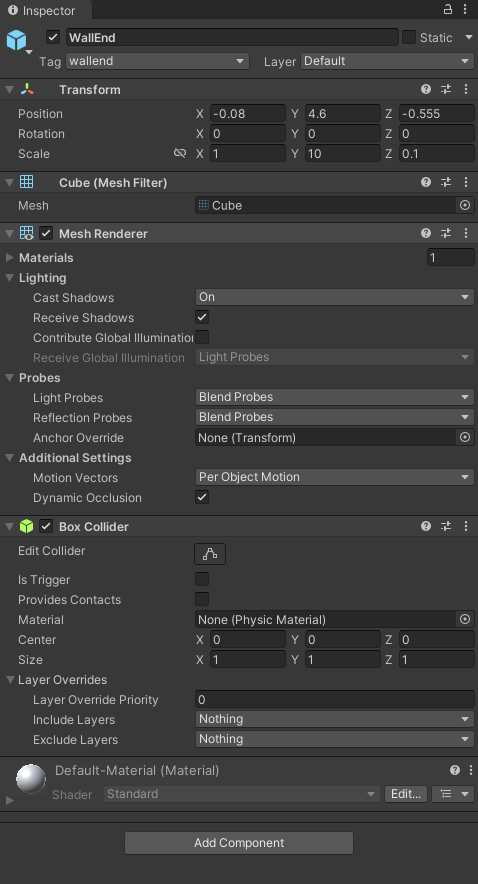 Inspector
WallEnd Static
Tag wallend Layer Default
Transform
Position X -0.08 Y 4.6 Z -0.555
Rotation X 0 Y 0 Z 0
Scale X 1 Y 10 Z 0.1
Cube (Mesh Filter)
Mesh Cube
Mesh Renderer
Materials 1
Lighting
Cast Shadows On
Receive Shadows
Contribute Global Illumination
Receive Global Illumination Light Probes
Probes
Light Probes Blend Probes
Reflection Probes Blend Probes
Anchor Override None (Transform)
Additional Settings
Motion Vectors Per Object Motion
Dynamic Occlusion
Box Collider
Edit Collider
Is Trigger
Provides Contacts
Material None (Physic Material)
Center X 0 Y 0 Z 0
Size X 1 Y 1 Z 1
Layer Overrides
Layer Override Priority 0
Include Layers Nothing
Exclude Layers Nothing
Default-Material (Material)
Shader Standard Edit...
Add Component